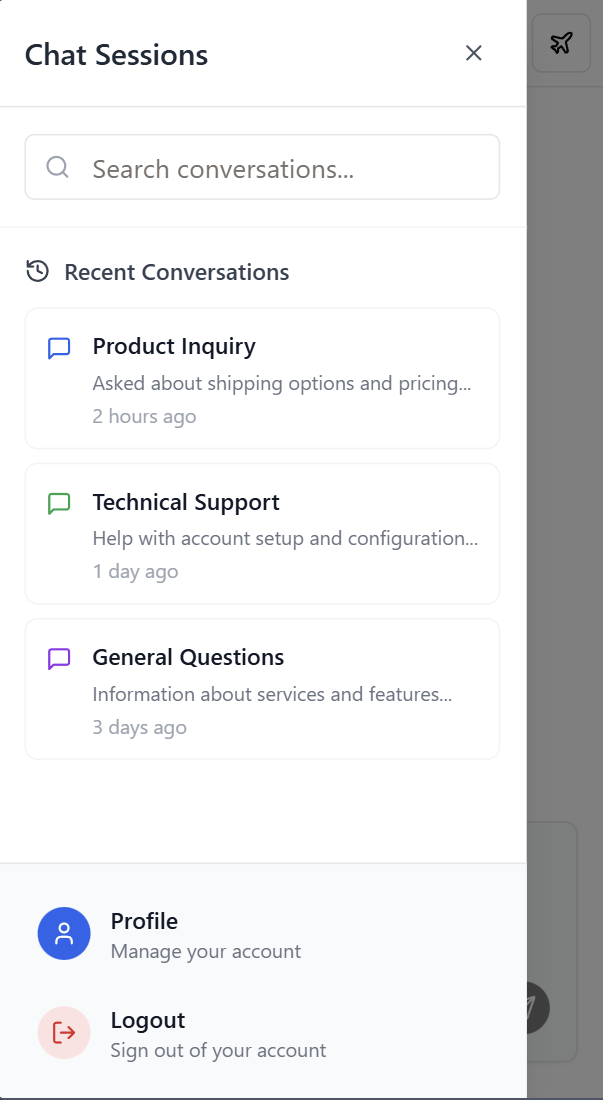 Chat Sessions
Search conversations...
Recent Conversations
Product Inquiry
Asked about shipping options and pricing...
2 hours ago
Technical Support
Help with account setup and configuration...
1 day ago
General Questions
Information about services and features...
3 days ago
Profile
Manage your account
Logout
Sign out of your account